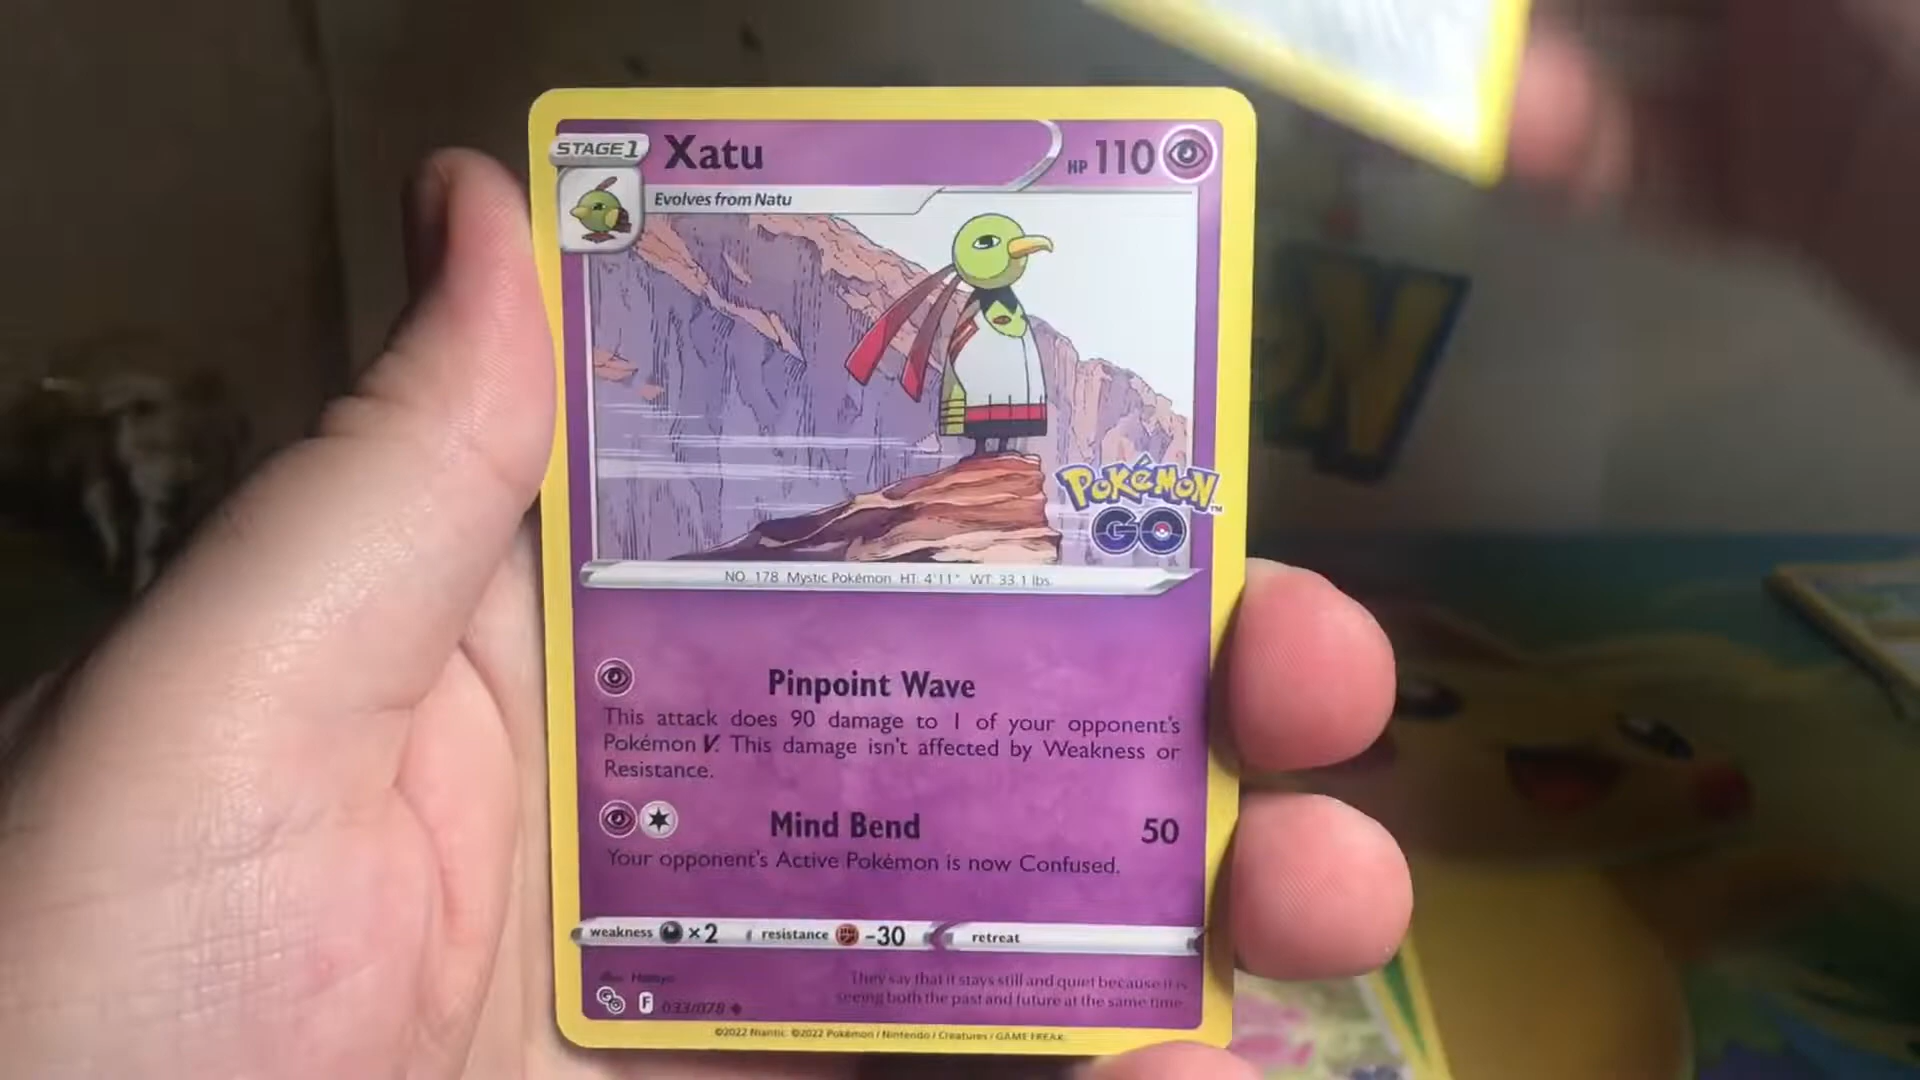 STAGE1 Xatu HP 110
Evolves from Natu
POKéMON™
GO
NO. 178 Mystic Pokémon HT: 4'11" WT: 33.1 lbs.
Pinpoint Wave
This attack does 90 damage to 1 of your opponent's
Pokémon V. This damage isn't affected by Weakness or
Resistance.
Mind Bend 50
Your opponent's Active Pokémon is now Confused.
weakness ×2 resistance -30 retreat
They say that it stays still and quiet because it is
seeing both the past and future at the same time.
F 033/078
©2022 Niantic ©2022 Pokémon / Nintendo / Creatures / GAME FREAK